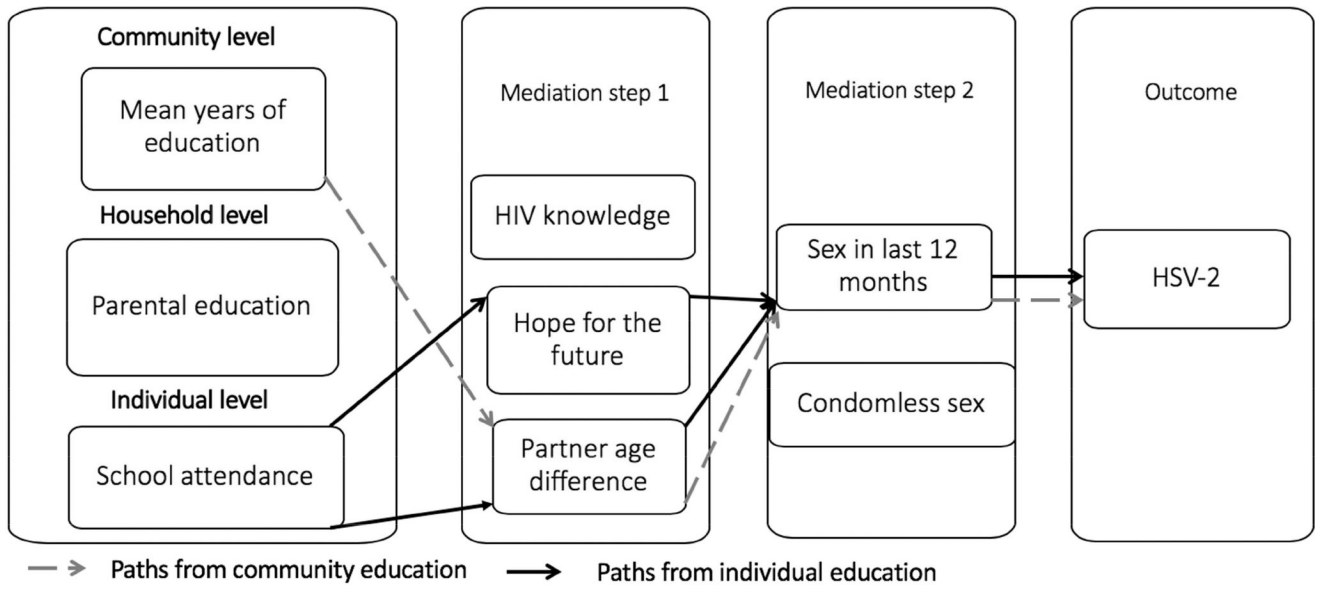 Community level
Mean years of
education
Household level
Parental education
Individual level
School attendance
Mediation step 1
HIV knowledge
Hope for the
future
Partner age
difference
Mediation step 2
Sex in last 12
months
Condomless sex
Outcome
HSV-2
Paths from community education
Paths from individual education